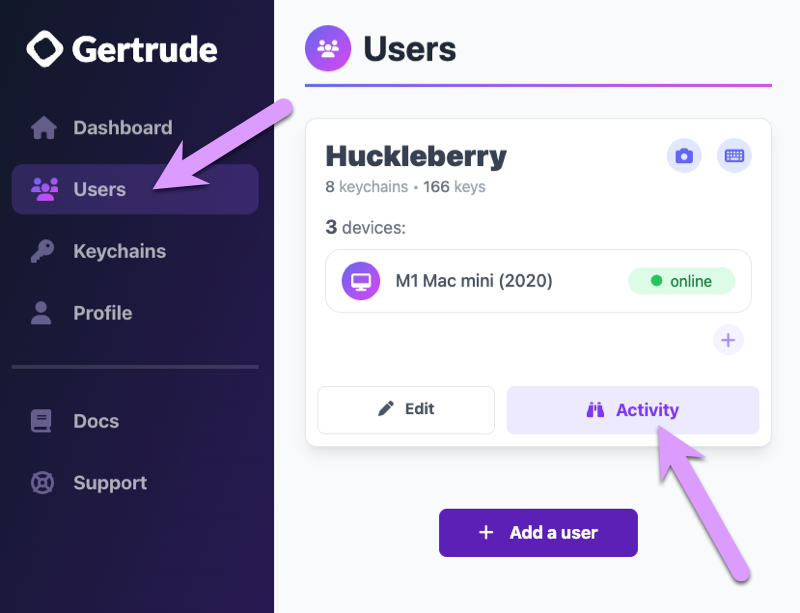 Gertrude
Dashboard
Users
Keychains
Profile
Docs
Support
Users
Huckleberry
8 keychains • 166 keys
3 devices:
M1 Mac mini (2020)
online
Edit
Activity
Add a user